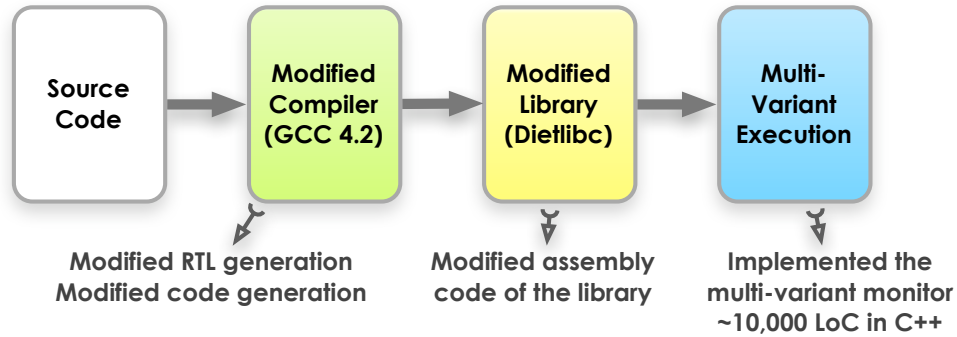 Source
Code
Modified
Compiler
(GCC 4.2)
Modified
Library
(Dietlibc)
Multi-
Variant
Execution
Modified RTL generation
Modified code generation
Modified assembly
code of the library
Implemented the
multi-variant monitor
~10,000 LoC in C++